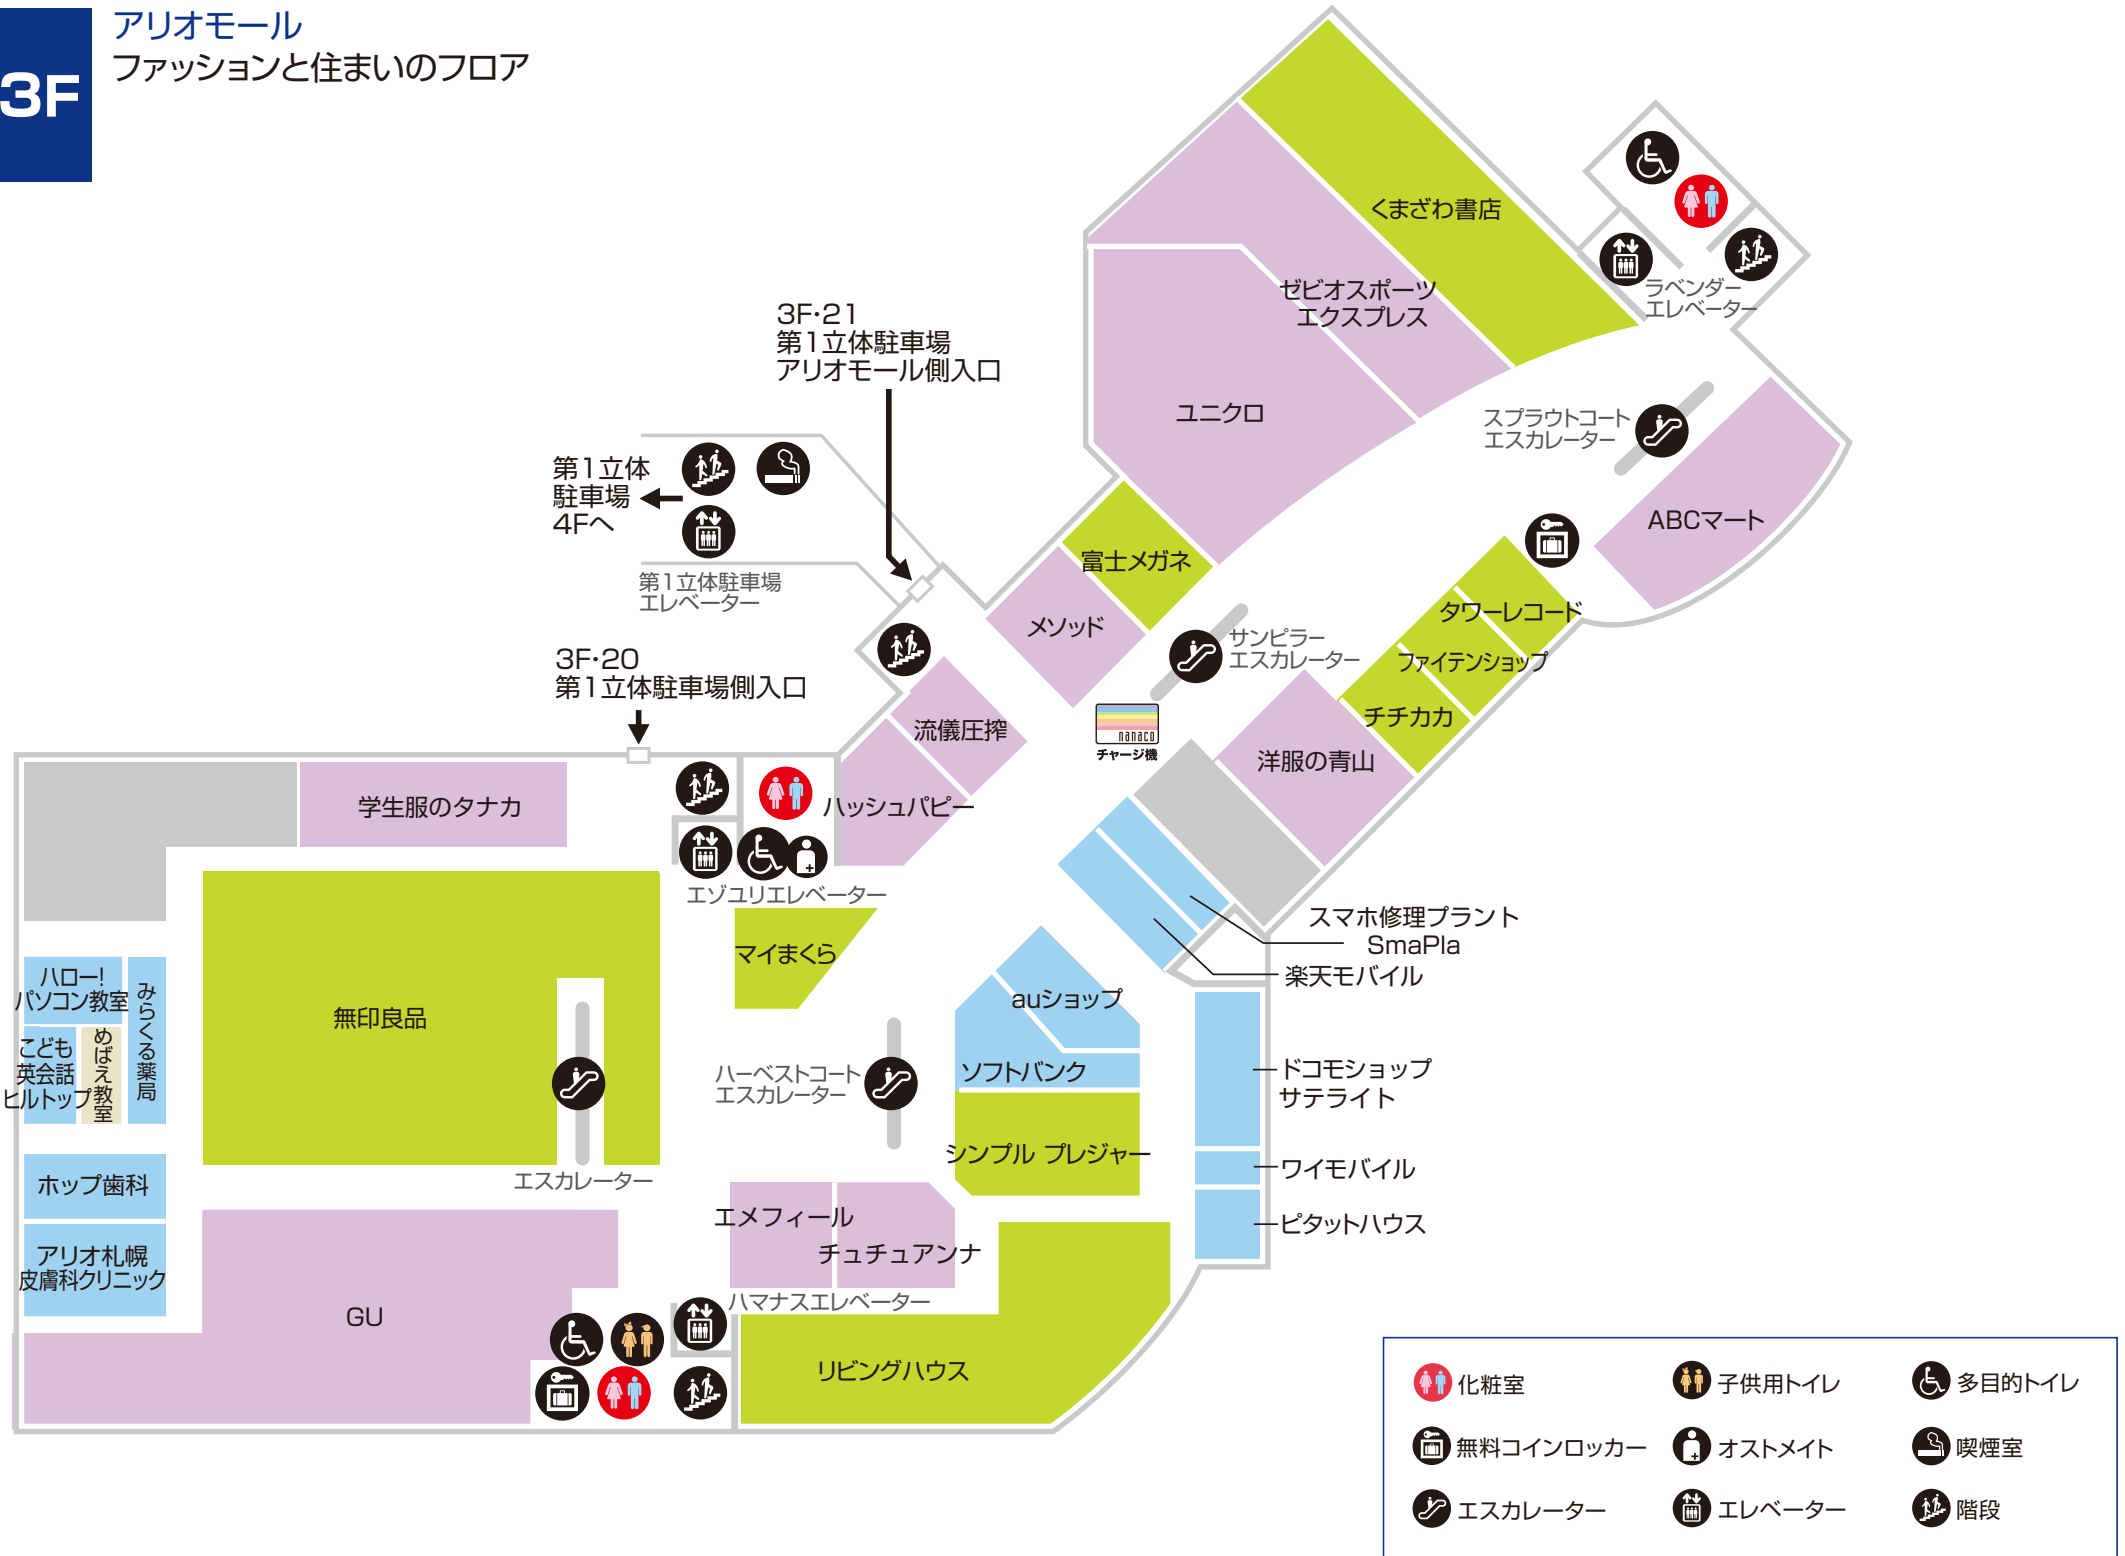 3F
アリオモール
ファッションと住まいのフロア
くまざわ書店
ゼビオスポーツ
エクスプレス
ラベンダー
エレベーター
ユニクロ
3F・21
第1立体駐車場
アリオモール側入口
スプラウトコート
エスカレーター
第1立体
駐車場
4Fへ
ABCマート
富士メガネ
第1立体駐車場
エレベーター
メソッド
タワーレコード
サンピラー
エスカレーター
ファイテンショップ
3F・20
第1立体駐車場側入口
チチカカ
流儀圧搾
nanaco
チャージ機
洋服の青山
学生服のタナカ
ハッシュパピー
エゾユリエレベーター
スマホ修理プラント
SmaPla
楽天モバイル
マイまくら
ハロー!
パソコン教室
みらくる薬局
無印良品
auショップ
こども
英会話
ヒルトップ
めばえ教室
ソフトバンク
ハーベストコート
エスカレーター
ドコモショップ
サテライト
シンプル プレジャー
エスカレーター
ワイモバイル
ホップ歯科
エメフィール
ピタットハウス
チュチュアンナ
アリオ札幌
皮膚科クリニック
ハマナスエレベーター
GU
リビングハウス
化粧室
子供用トイレ
多目的トイレ
無料コインロッカー
オストメイト
喫煙室
エスカレーター
エレベーター
階段